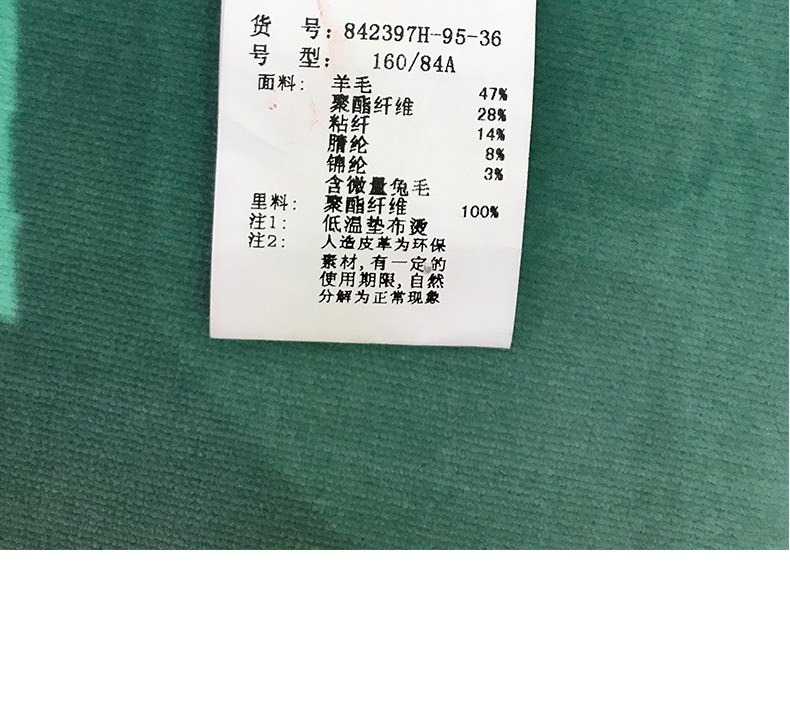 货 号: 842397H-95-36
号 型: 160/84A
面料: 羊毛 47%
聚酯纤维 28%
粘纤 14%
腈纶 8%
锦纶 3%
含微量兔毛
里料: 聚酯纤维 100%
注1: 低温垫布烫
注2: 人造皮革为环保
素材,有一定的
使用期限,自然
分解为正常现象